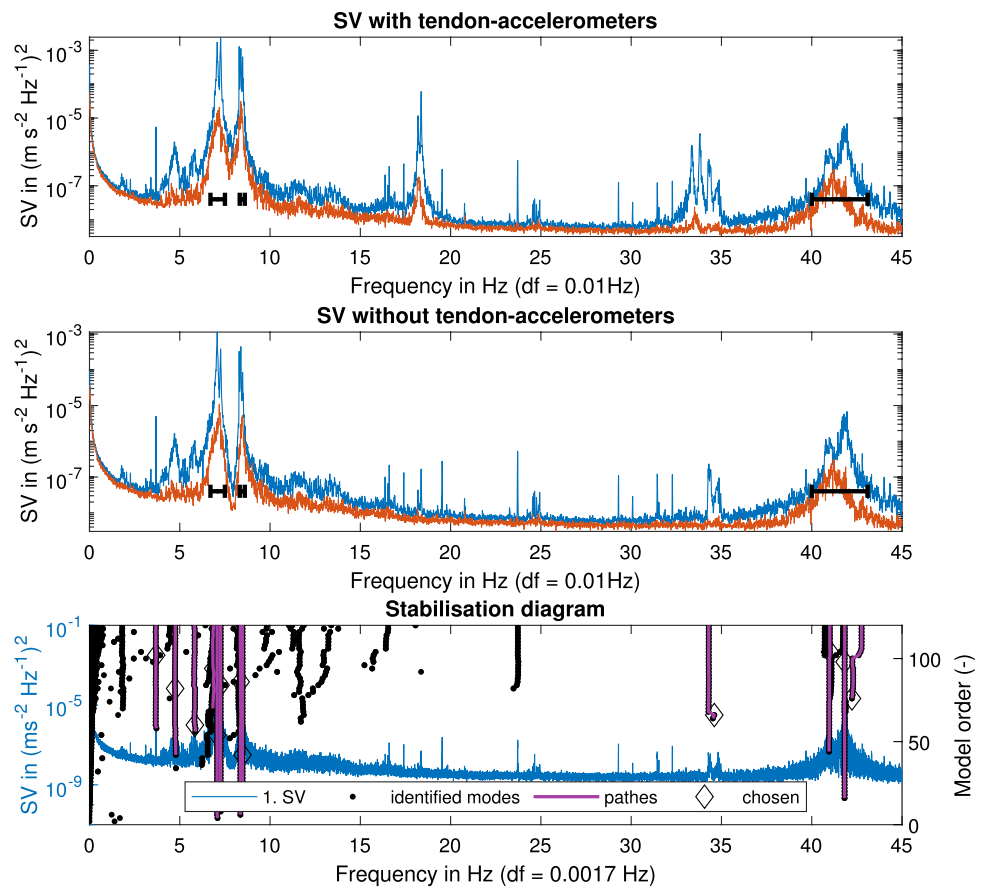 SV with tendon-accelerometers
SV in (m s-2 Hz-1)2
10-3
10-5
10-7
0 5 10 15 20 25 30 35 40 45
Frequency in Hz (df = 0.01Hz)
SV without tendon-accelerometers
SV in (m s-2 Hz-1)2
10-3
10-5
10-7
0 5 10 15 20 25 30 35 40 45
Frequency in Hz (df = 0.01Hz)
Stabilisation diagram
SV in (ms-2 Hz-1)2
10-1
10-5
10-9
100
50
0
Model order (-)
1. SV identified modes pathes chosen
0 5 10 15 20 25 30 35 40 45
Frequency in Hz (df = 0.0017 Hz)